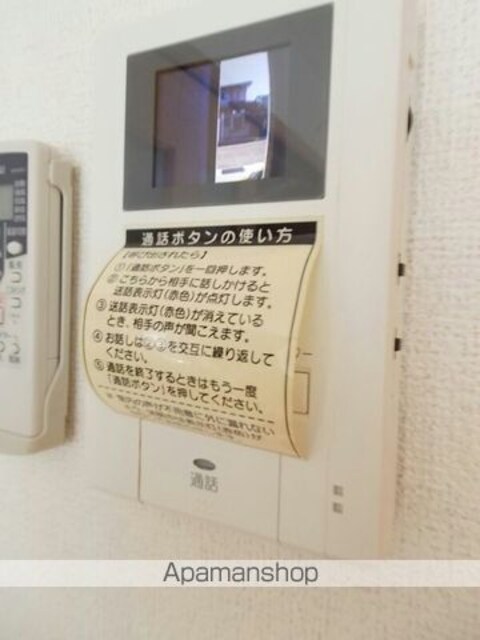 通話ボタンの使い方
【呼び出されたら】
①「通話ボタン」を一回押します。
②こちらから相手に話しかけると
送話表示灯(赤色)が点灯します。
③送話表示灯(赤色)が消えている
とき、相手の声が聞こえます。
④お話しは②③を交互に繰り返して
ください。
⑤通話を終了するときはもう一度
「通話ボタン」を押してください。
通話
Apamanshop